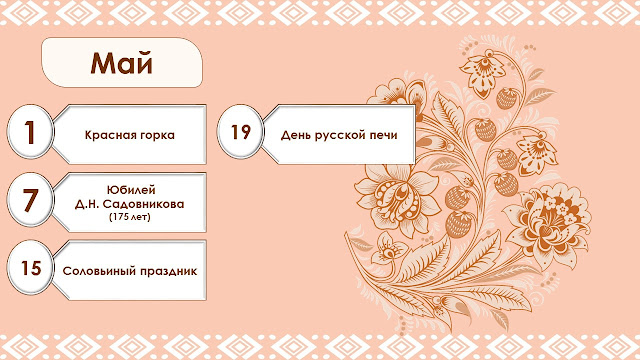 Май
1
Красная горка
7
Юбилей
Д.Н. Садовникова
(175 лет)
15
Соловьиный праздник
19
День русской печи